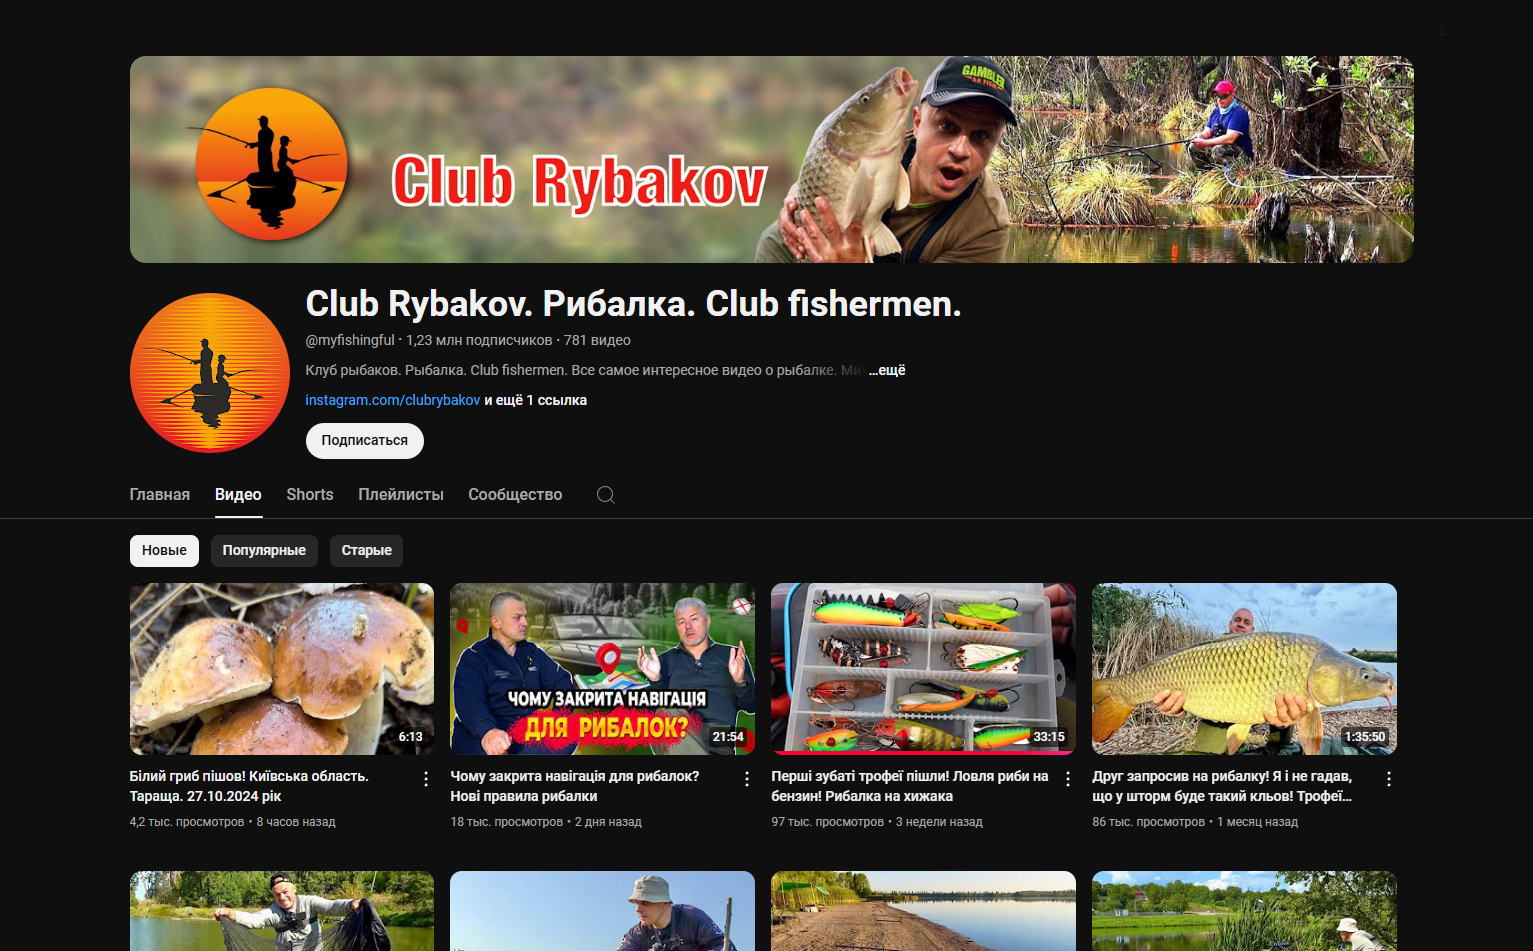 GAMBLER
Club Rybakov
Club Rybakov. Рибалка. Club fishermen.
@myfishingful · 1,23 млн подписчиков · 781 видео
Клуб рыбаков. Рыбалка. Club fishermen. Все самое интересное видео о рыбалке. Ми ...ещё
instagram.com/clubrybakov и ещё 1 ссылка
Подписаться
Главная Видео Shorts Плейлисты Сообщество
Новые Популярные Старые
6:13
ЧОМУ ЗАКРИТА НАВІГАЦІЯ
ДЛЯ РИБАЛОК?
21:54
33:15
1:35:50
Білий гриб пішов! Київська область.
Тараща. 27.10.2024 рік
4,2 тыс. просмотров • 8 часов назад
Чому закрита навігація для рибалок?
Нові правила рибалки
18 тыс. просмотров • 2 дня назад
Перші зубаті трофеї пішли! Ловля риби на
бензин! Рибалка на хижака
97 тыс. просмотров • 3 недели назад
Друг запросив на рибалку! Я і не гадав,
що у шторм буде такий кльов! Трофеї...
86 тыс. просмотров • 1 месяц назад